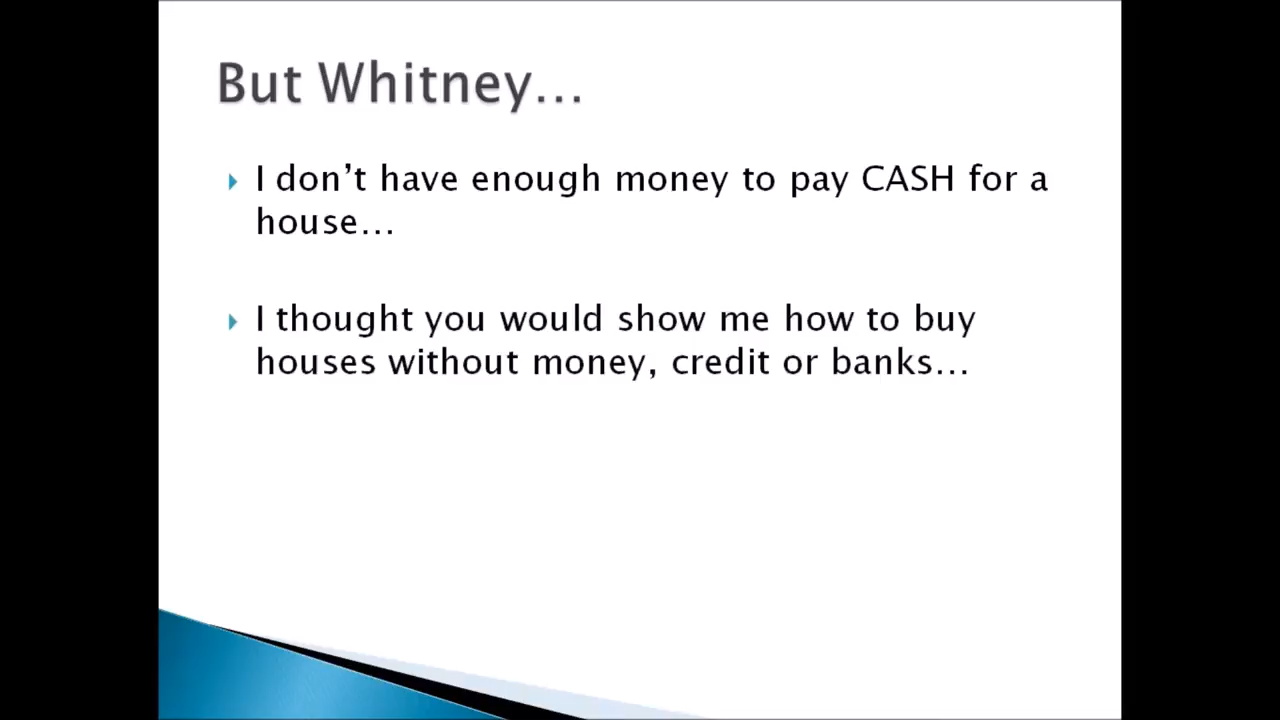 But Whitney…
I don’t have enough money to pay CASH for a
house…
I thought you would show me how to buy
houses without money, credit or banks…